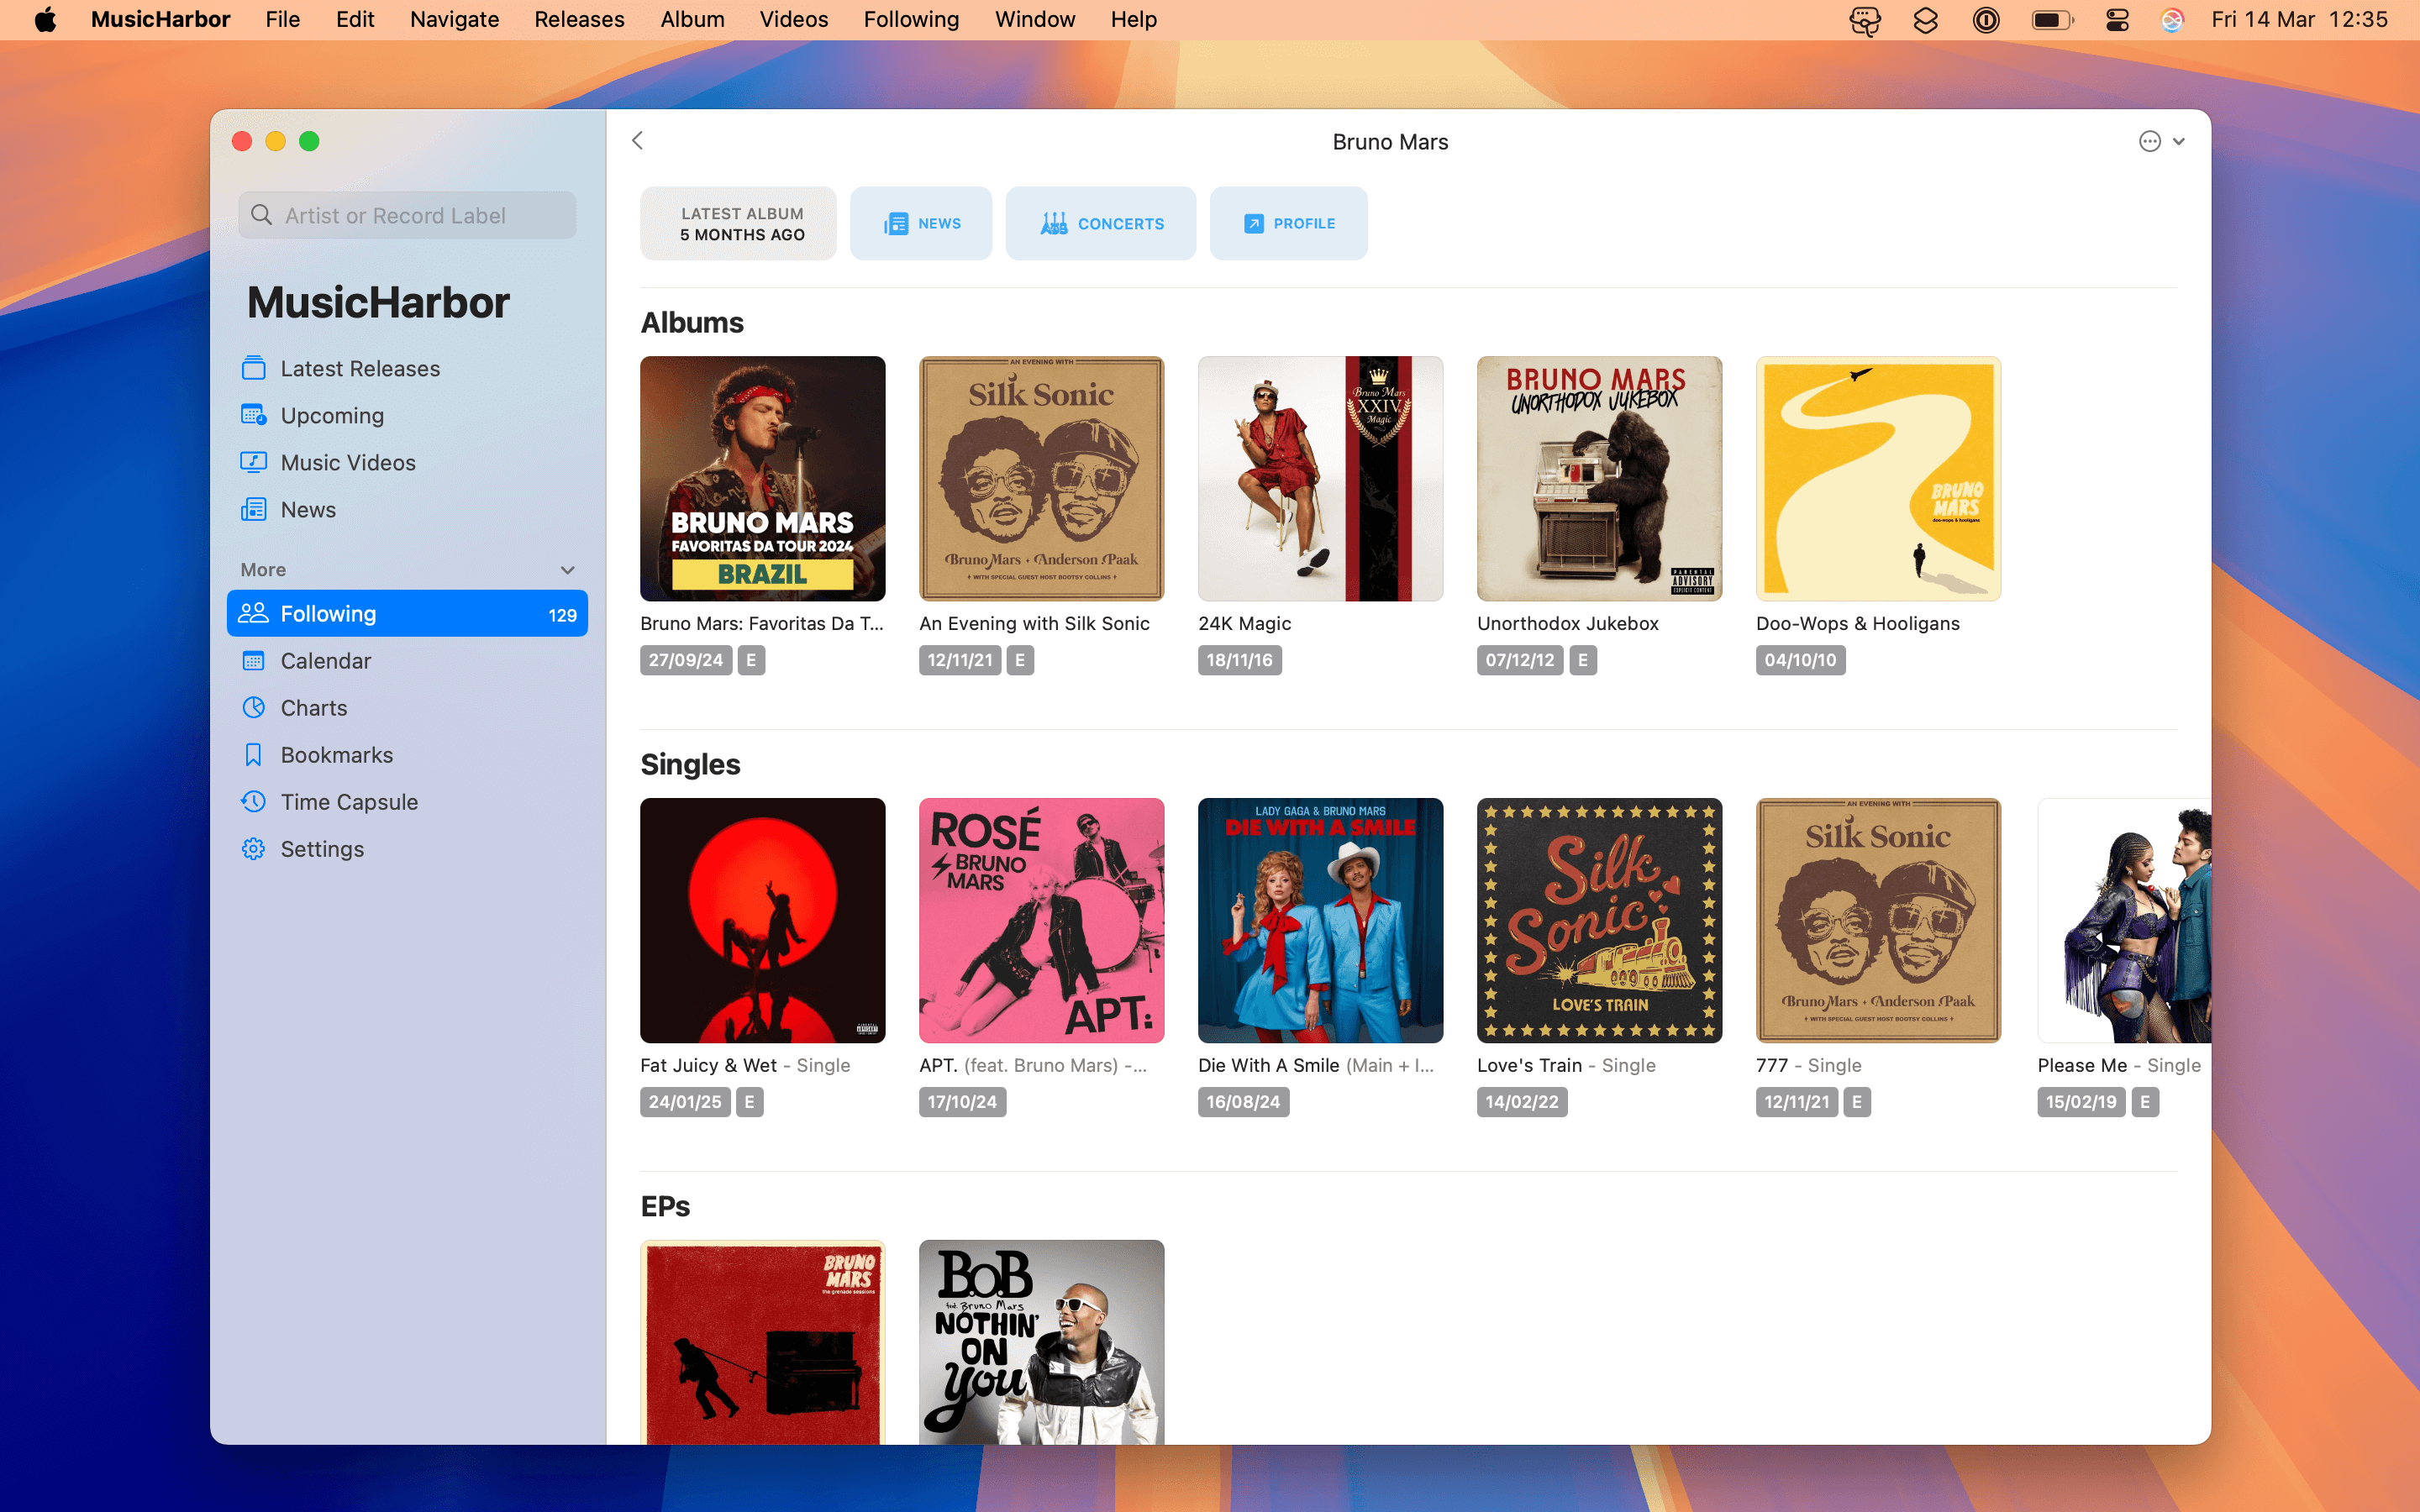 MusicHarbor File Edit Navigate Releases Album Videos Following Window Help Fri 14 Mar 12:35
Artist or Record Label
MusicHarbor
Latest Releases
Upcoming
Music Videos
News
More
Following 129
Calendar
Charts
Bookmarks
Time Capsule
Settings
Bruno Mars
LATEST ALBUM
5 MONTHS AGO
NEWS
CONCERTS
PROFILE
Albums
BRUNO MARS
FAVORITAS DA TOUR 2024
BRAZIL
AN EVENING WITH
Silk Sonic
Bruno Mars + Anderson .Paak
+ WITH SPECIAL GUEST HOST BOOTSY COLLINS +
Bruno Mars
XXIV
Magic
BRUNO MARS
UNORTHODOX JUKEBOX
PARENTAL
ADVISORY
EXPLICIT CONTENT
BRUNO
MARS
doo-wops & hooligans
Bruno Mars: Favoritas Da T...
An Evening with Silk Sonic
24K Magic
Unorthodox Jukebox
Doo-Wops & Hooligans
27/09/24 E
12/11/21 E
18/11/16
07/12/12 E
04/10/10
Singles
ROSÉ
BRUNO
MARS
APT.
LADY GAGA & BRUNO MARS
DIE WITH A SMILE
Silk
Sonic
LOVE'S TRAIN
AN EVENING WITH
Silk Sonic
Bruno Mars + Anderson .Paak
+ WITH SPECIAL GUEST HOST BOOTSY COLLINS +
Fat Juicy & Wet - Single
APT. (feat. Bruno Mars) -...
Die With A Smile (Main + I...
Love's Train - Single
777 - Single
Please Me - Single
24/01/25 E
17/10/24
16/08/24
14/02/22
12/11/21 E
15/02/19 E
EPs
BRUNO
MARS
the grenade sessions
B.o.B
feat. Bruno Mars
NOTHIN'
ON
You